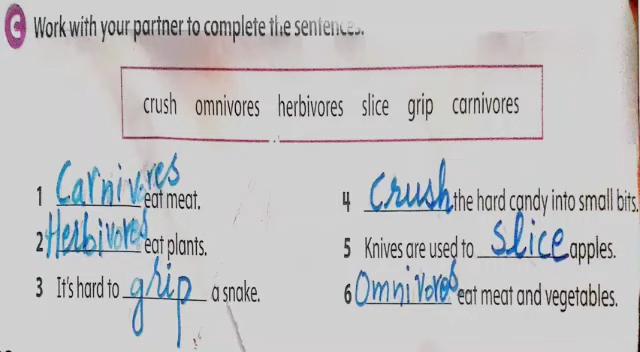 C Work with your partner to complete the sentences.
crush omnivores herbivores slice grip carnivores
1 Carnivores eat meat.
2 Herbivores eat plants.
3 It's hard to grip a snake.
4 Crush the hard candy into small bits.
5 Knives are used to slice apples.
6 Omnivores eat meat and vegetables.